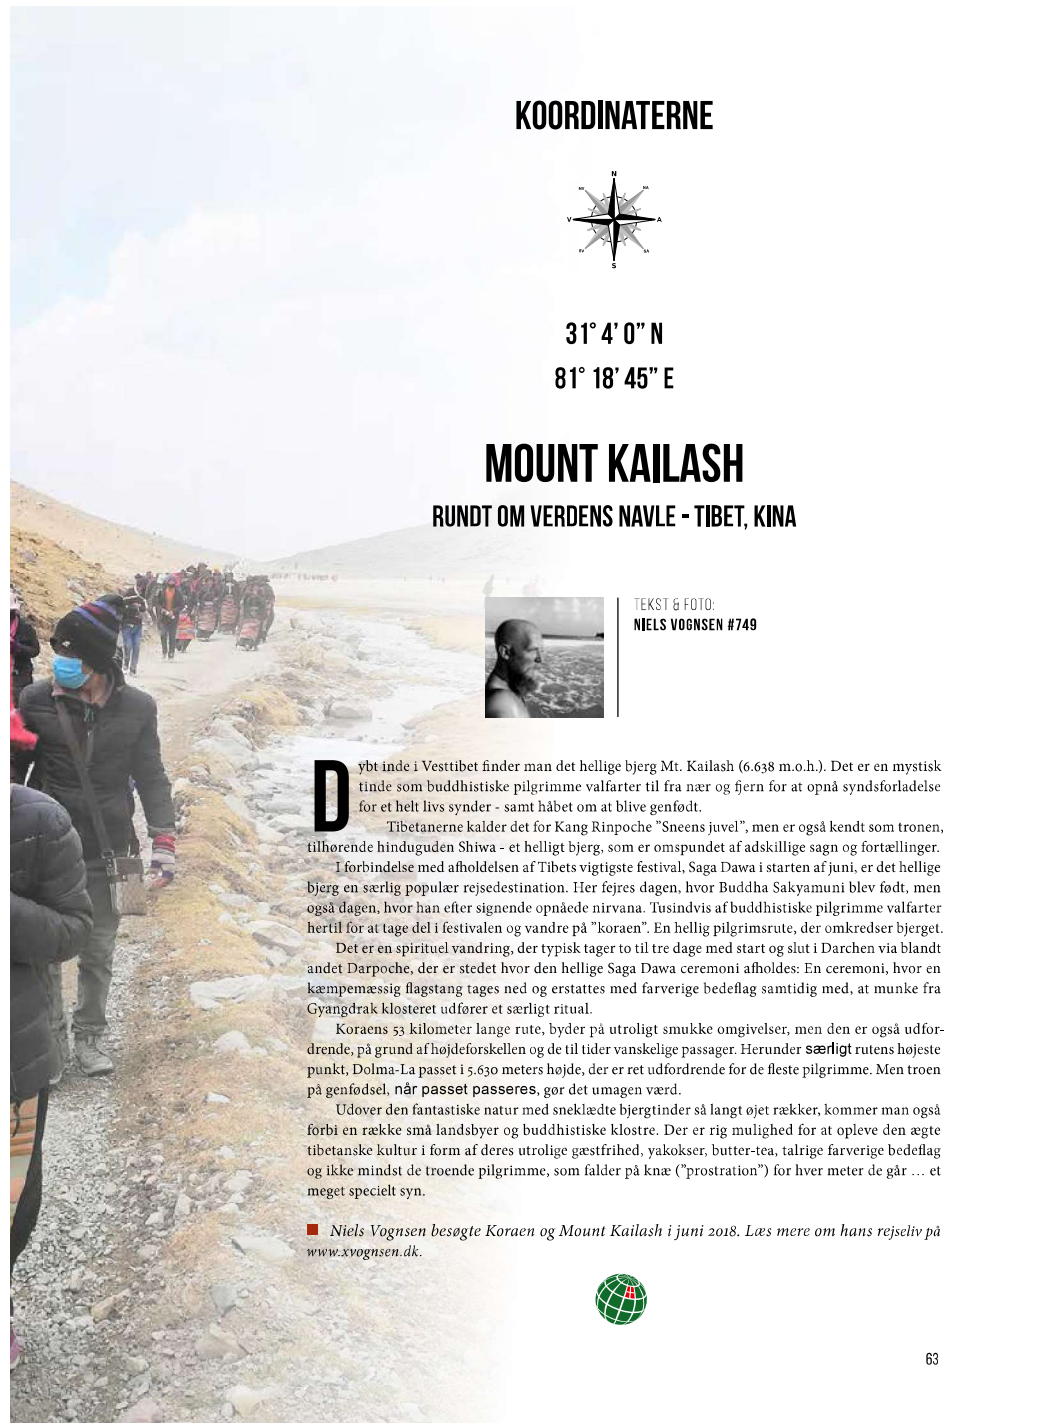 KOORDINATERNE
N
NV
NA
V
A
SV
SA
S
31° 4’ 0” N
81° 18’ 45” E
MOUNT KAILASH
RUNDT OM VERDENS NAVLE - TIBET, KINA
TEKST & FOTO:
NIELS VOGNSEN #749
Dybt inde i Vesttibet finder man det hellige bjerg Mt. Kailash (6.638 m.o.h.). Det er en mystisk
tinde som buddhistiske pilgrimme valfarter til fra nær og fjern for at opnå syndsforladelse
for et helt livs synder - samt håbet om at blive genfødt.
Tibetanerne kalder det for Kang Rinpoche ”Sneens juvel”, men er også kendt som tronen,
tilhørende hinduguden Shiwa - et helligt bjerg, som er omspundet af adskillige sagn og fortællinger.
I forbindelse med afholdelsen af Tibets vigtigste festival, Saga Dawa i starten af juni, er det hellige
bjerg en særlig populær rejsedestination. Her fejres dagen, hvor Buddha Sakyamuni blev født, men
også dagen, hvor han efter signende opnåede nirvana. Tusindvis af buddhistiske pilgrimme valfarter
hertil for at tage del i festivalen og vandre på ”koraen”. En hellig pilgrimsrute, der omkredser bjerget.
Det er en spirituel vandring, der typisk tager to til tre dage med start og slut i Darchen via blandt
andet Darpoche, der er stedet hvor den hellige Saga Dawa ceremoni afholdes: En ceremoni, hvor en
kæmpemæssig flagstang tages ned og erstattes med farverige bedeflag samtidig med, at munke fra
Gyangdrak klosteret udfører et særligt ritual.
Koraens 53 kilometer lange rute, byder på utroligt smukke omgivelser, men den er også udfor-
drende, på grund af højdeforskellen og de til tider vanskelige passager. Herunder særligt rutens højeste
punkt, Dolma-La passet i 5.630 meters højde, der er ret udfordrende for de fleste pilgrimme. Men troen
på genfødsel, når passet passeres, gør det umagen værd.
Udover den fantastiske natur med sneklædte bjergtinder så langt øjet rækker, kommer man også
forbi en række små landsbyer og buddhistiske klostre. Der er rig mulighed for at opleve den ægte
tibetanske kultur i form af deres utrolige gæstfrihed, yakokser, butter-tea, talrige farverige bedeflag
og ikke mindst de troende pilgrimme, som falder på knæ (”prostration”) for hver meter de går … et
meget specielt syn.
Niels Vognsen besøgte Koraen og Mount Kailash i juni 2018. Læs mere om hans rejseliv på
www.xvognsen.dk.
63